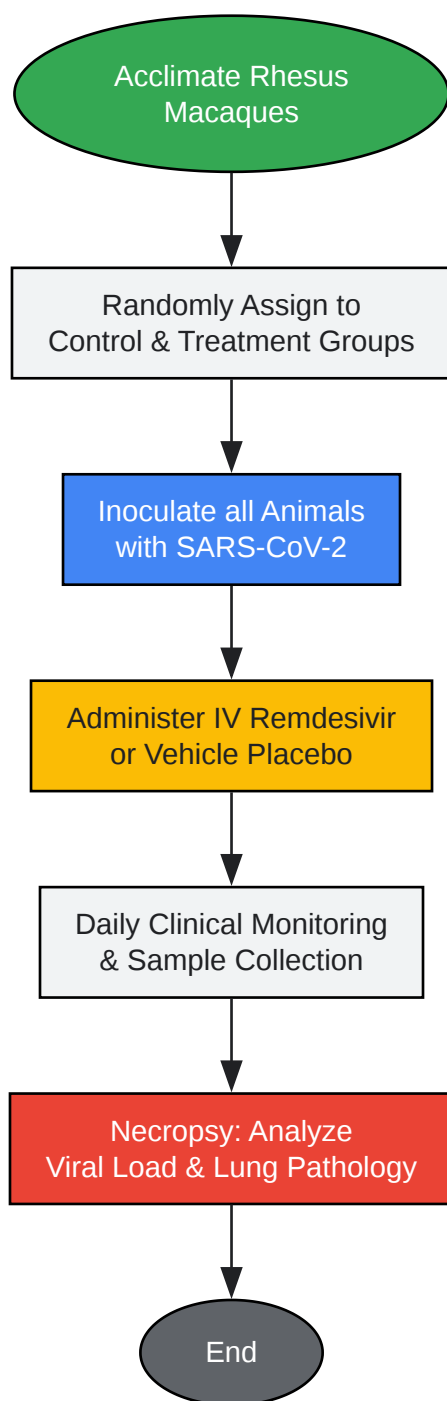 Acclimate Rhesus
Macaques
Randomly Assign to
Control & Treatment Groups
Inoculate all Animals
with SARS-CoV-2
Administer IV Remdesivir
or Vehicle Placebo
Daily Clinical Monitoring
& Sample Collection
Necropsy: Analyze
Viral Load & Lung Pathology
End